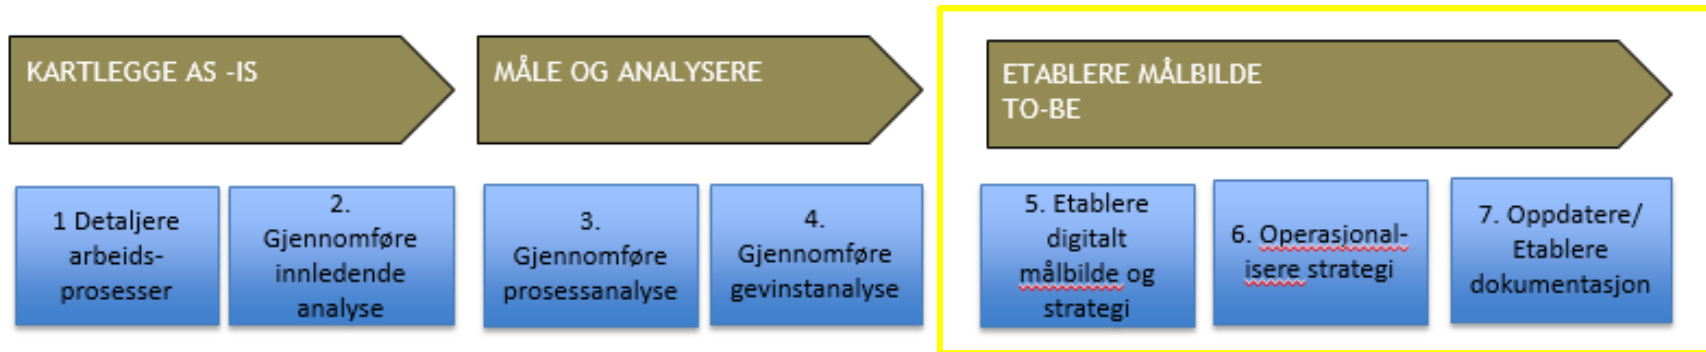 KARTLEGGE AS -IS
MÅLE OG ANALYSERE
ETABLERE MÅLBILDE
TO-BE
1 Detaljere
arbeids-
prosesser
2.
Gjennomføre
innledende
analyse
3.
Gjennomføre
prosessanalyse
4.
Gjennomføre
gevinstanalyse
5. Etablere
digitalt
målbilde og
strategi
6. Operasjonal-
isere strategi
7. Oppdatere/
Etablere
dokumentasjon